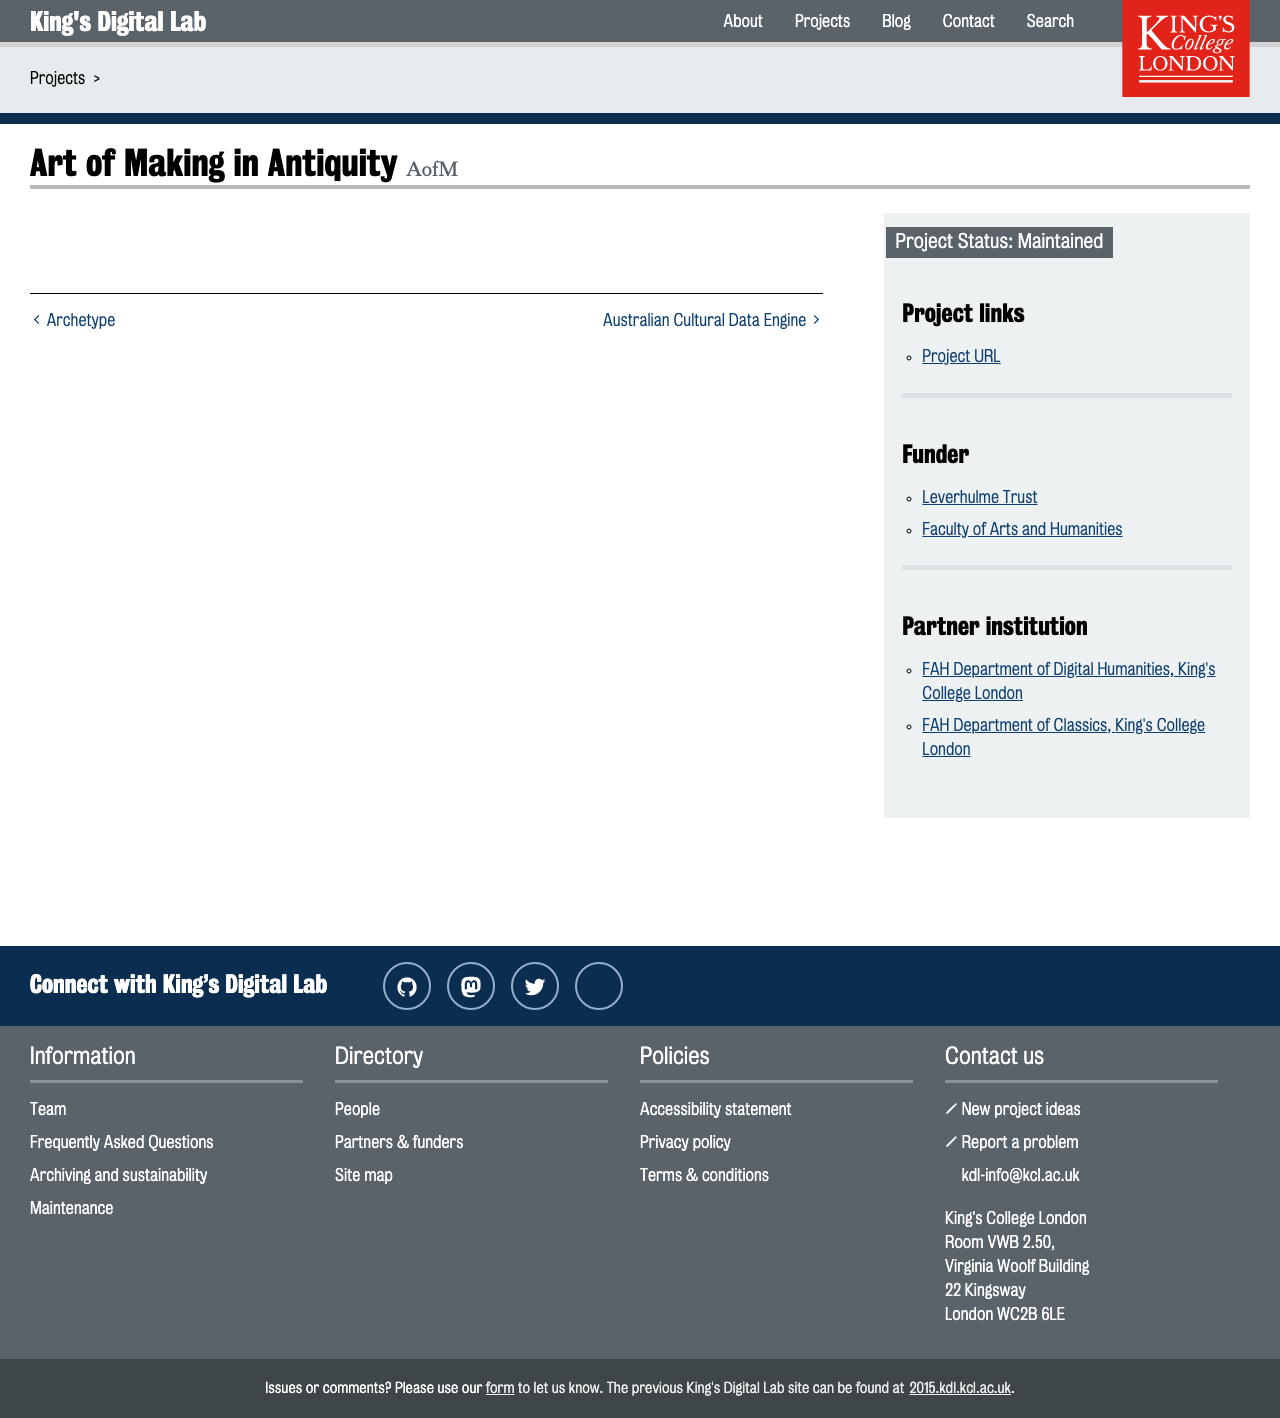 King's Digital Lab
About Projects Blog Contact Search
KING'S
College
LONDON
Projects >
Art of Making in Antiquity AofM
Project Status: Maintained
Project links
Project URL
Funder
Leverhulme Trust
Faculty of Arts and Humanities
Partner institution
FAH Department of Digital Humanities, King's
College London
FAH Department of Classics, King's College
London
Archetype
Australian Cultural Data Engine
Connect with King’s Digital Lab
Information
Team
Frequently Asked Questions
Archiving and sustainability
Maintenance
Directory
People
Partners & funders
Site map
Policies
Accessibility statement
Privacy policy
Terms & conditions
Contact us
New project ideas
Report a problem
kdl-info@kcl.ac.uk
King's College London
Room VWB 2.50,
Virginia Woolf Building
22 Kingsway
London WC2B 6LE
Issues or comments? Please use our form to let us know. The previous King's Digital Lab site can be found at 2015.kdl.kcl.ac.uk.